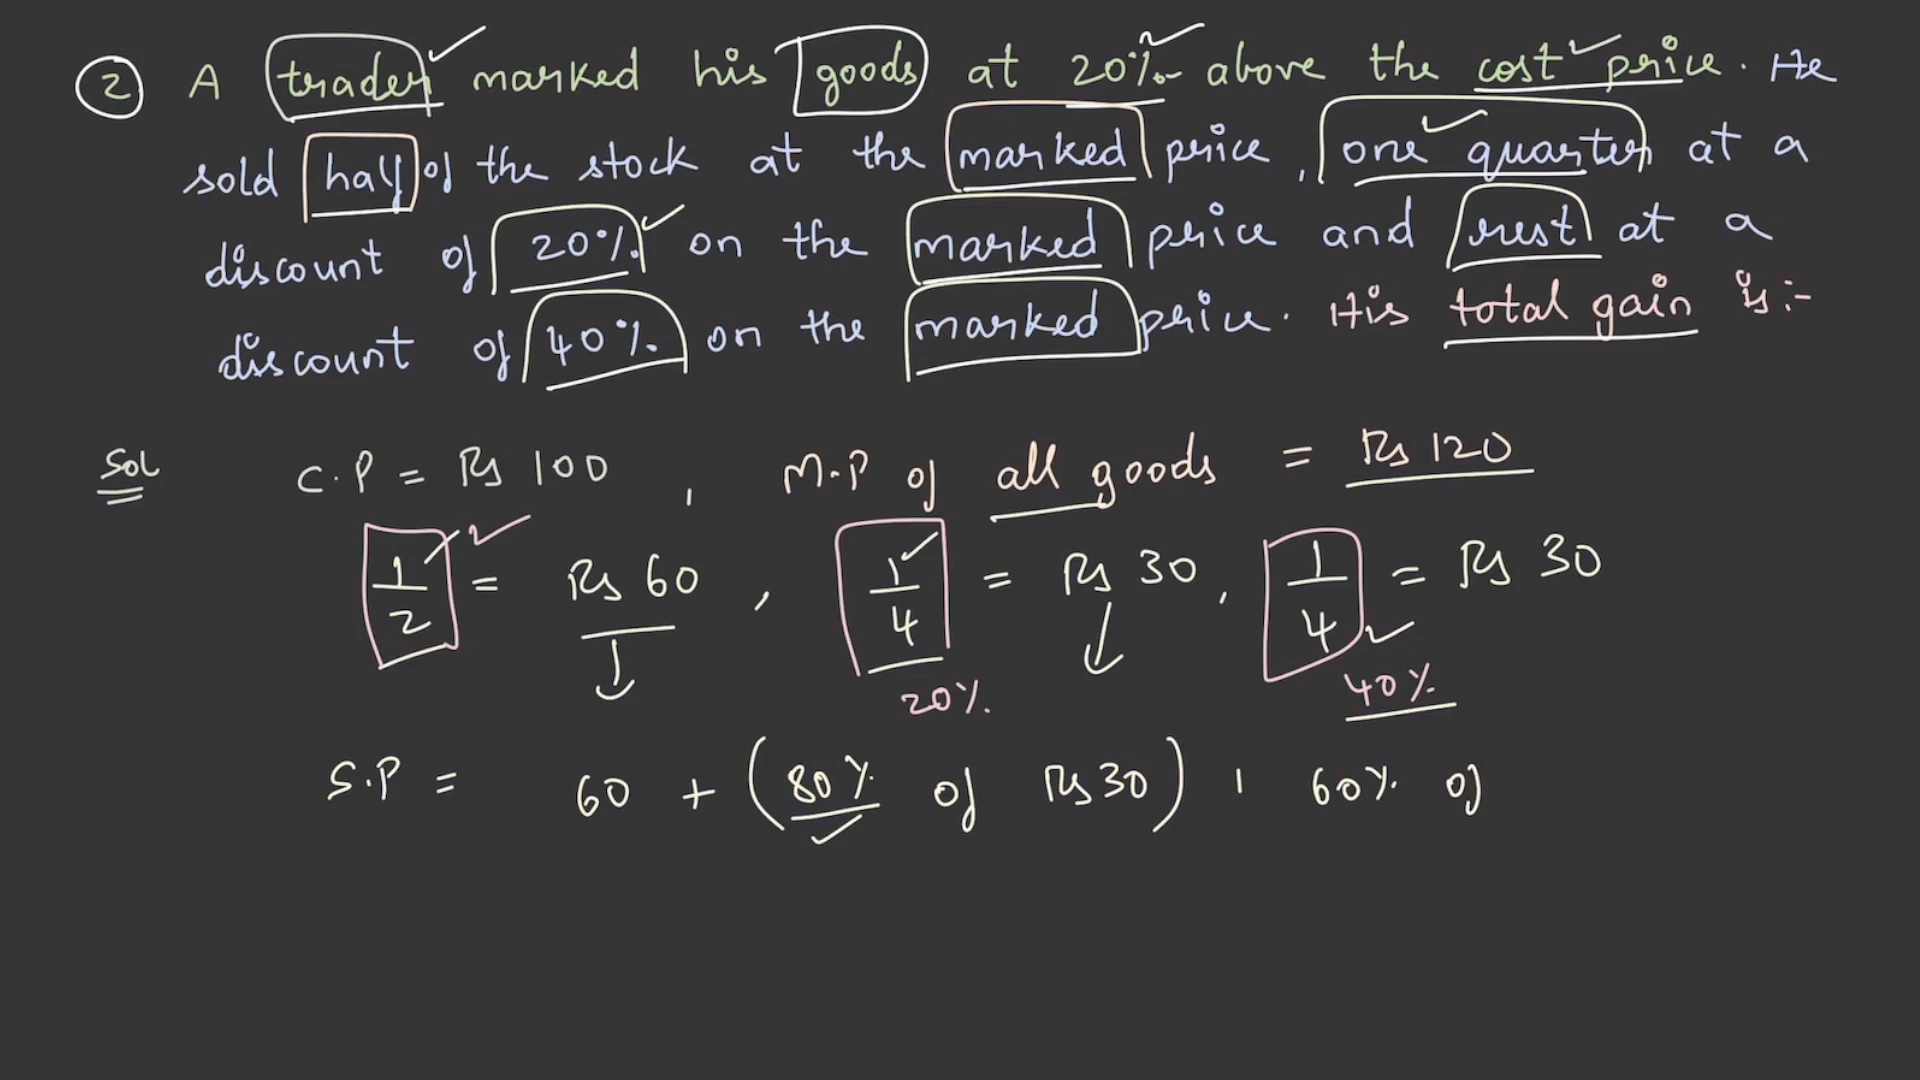 2 A trader marked his goods at 20% above the cost price. He
sold half of the stock at the marked price, one quarter at a
discount of 20% on the marked price and rest at a
discount of 40% on the marked price. His total gain is :-
Sol C.P = Rs 100 , M.P of all goods = Rs 120
1/2 = Rs 60 , 1/4 = Rs 30 , 1/4 = Rs 30
20% 40%
S.P = 60 + (80% of Rs 30) 1 60% of